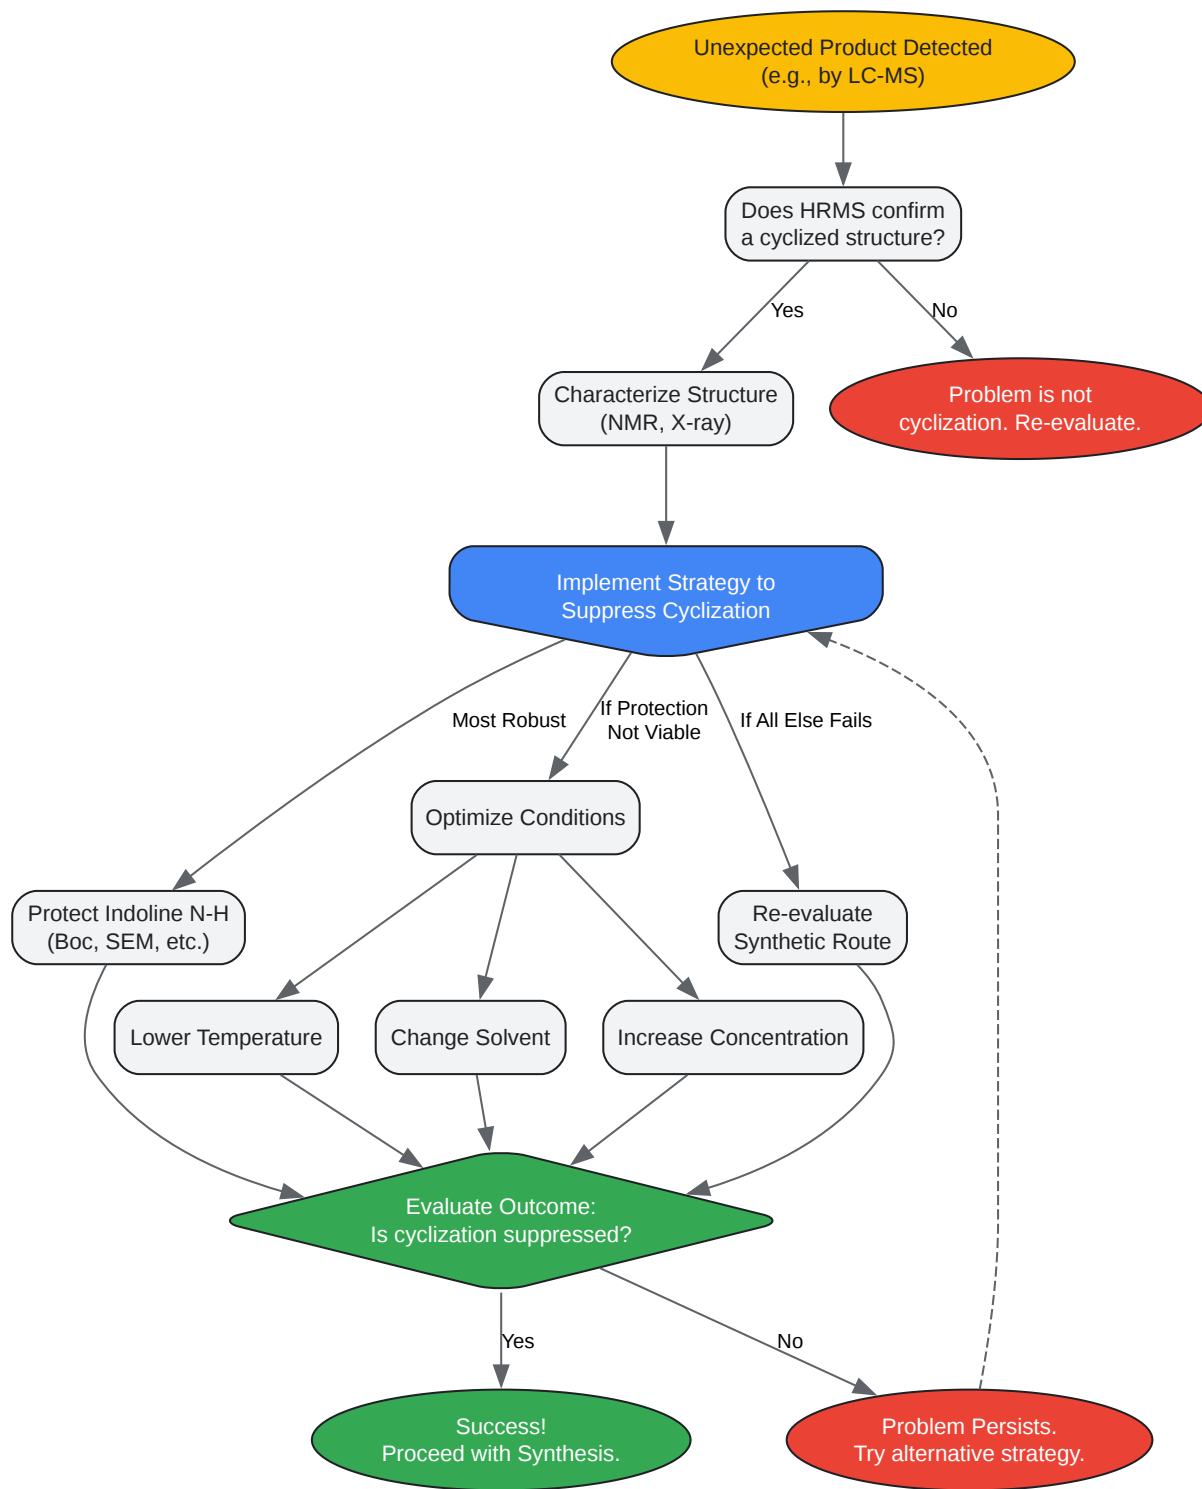 Unexpected Product Detected
(e.g., by LC-MS)
Does HRMS confirm
a cyclized structure?
Yes
No
Characterize Structure
(NMR, X-ray)
Problem is not
cyclization. Re-evaluate.
Implement Strategy to
Suppress Cyclization
Most Robust
If Protection
Not Viable
If All Else Fails
Optimize Conditions
Protect Indoline N-H
(Boc, SEM, etc.)
Re-evaluate
Synthetic Route
Lower Temperature
Change Solvent
Increase Concentration
Evaluate Outcome:
Is cyclization suppressed?
Yes
No
Success!
Proceed with Synthesis.
Problem Persists.
Try alternative strategy.